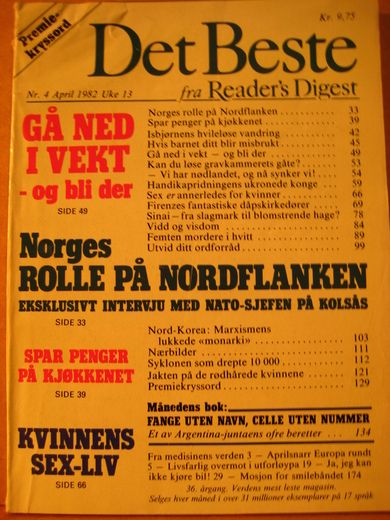 Premie-
kryssord
Kr. 9,75
Det Beste
Nr. 4 April 1982 Uke 13
fra Reader's Digest
GÅ NED
I VEKT
- og bli der
SIDE 49
Norges rolle på Nordflanken 33
Spar penger på kjøkkenet 39
Isbjørnens hvileløse vandring 42
Hvis barnet ditt blir misbrukt 45
Gå ned i vekt — og bli der 49
Kan du løse gravkammerets gåte? 53
— Vi har nødlandet, og nå synker vi! 54
Handikapridningens ukronede konge 59
Sex er annerledes for kvinner 66
Firenzes fantastiske dåpskirkedører 69
Sinai — fra slagmark til blomstrende hage? 78
Vidd og visdom 84
Femten mordere i hvitt 89
Utvid ditt ordforråd 99
Norges
ROLLE PÅ NORDFLANKEN
EKSKLUSIVT INTERVJU MED NATO-SJEFEN PÅ KOLSÅS
SIDE 33
SPAR PENGER
PÅ KJØKKENET
SIDE 39
KVINNENS
SEX-LIV
SIDE 66
Nord-Korea: Marxismens
lukkede «monarki» 103
Nærbilder 111
Syklonen som drepte 10 000 112
Jakten på de rødhårede kvinnene 121
Premiekryssord 129
Månedens bok:
FANGE UTEN NAVN, CELLE UTEN NUMMER
Et av Argentina-juntaens ofre beretter ... 134
Fra medisinens verden 3 — Aprilsnarr Europa rundt
5 — Livsfarlig overmot i utforløypa 19 — Ja, jeg kan
ikke kjøre bil! 29 — Mosjon for smilebåndet 174
36. årgang. Verdens mest leste magasin.
Selges hver måned i over 31 millioner eksemplarer på 17 språk